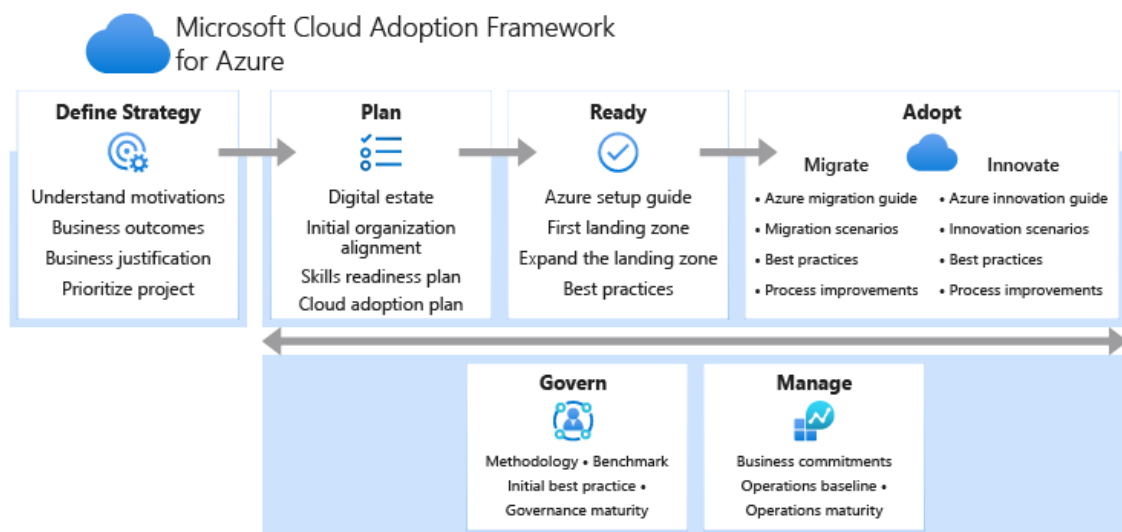 Microsoft Cloud Adoption Framework
for Azure
Define Strategy
Understand motivations
Business outcomes
Business justification
Prioritize project
Plan
Digital estate
Initial organization
alignment
Skills readiness plan
Cloud adoption plan
Ready
Azure setup guide
First landing zone
Expand the landing zone
Best practices
Adopt
Migrate
• Azure migration guide
• Migration scenarios
• Best practices
• Process improvements
Innovate
• Azure innovation guide
• Innovation scenarios
• Best practices
• Process improvements
Govern
Methodology • Benchmark
Initial best practice •
Governance maturity
Manage
Business commitments
Operations baseline •
Operations maturity